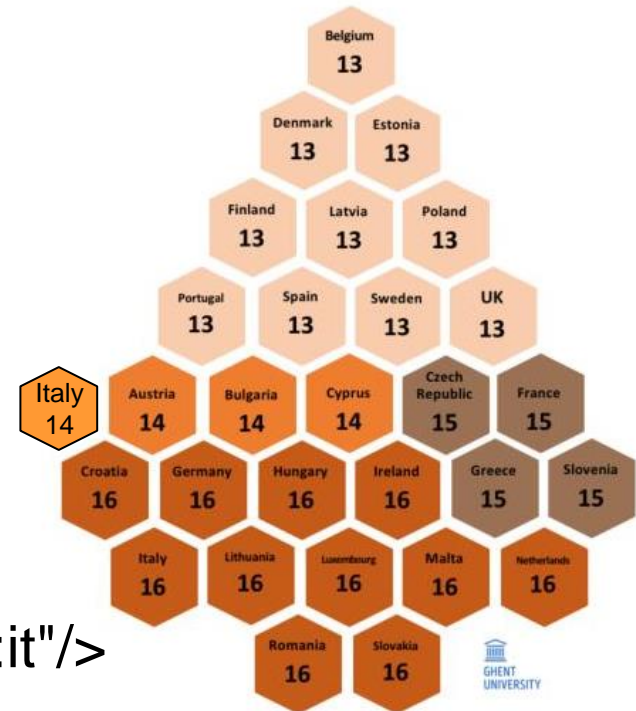 Belgium
13
Denmark
13
Estonia
13
Finland
13
Latvia
13
Poland
13
Portugal
13
Spain
13
Sweden
13
UK
13
Italy
14
Austria
14
Bulgaria
14
Cyprus
14
Czech
Republic
15
France
15
Croatia
16
Germany
16
Hungary
16
Ireland
16
Greece
15
Slovenia
15
Italy
16
Lithuania
16
Luxembourg
16
Malta
16
Netherlands
16
:it"/>
Romania
16
Slovakia
16
GHENT
UNIVERSITY